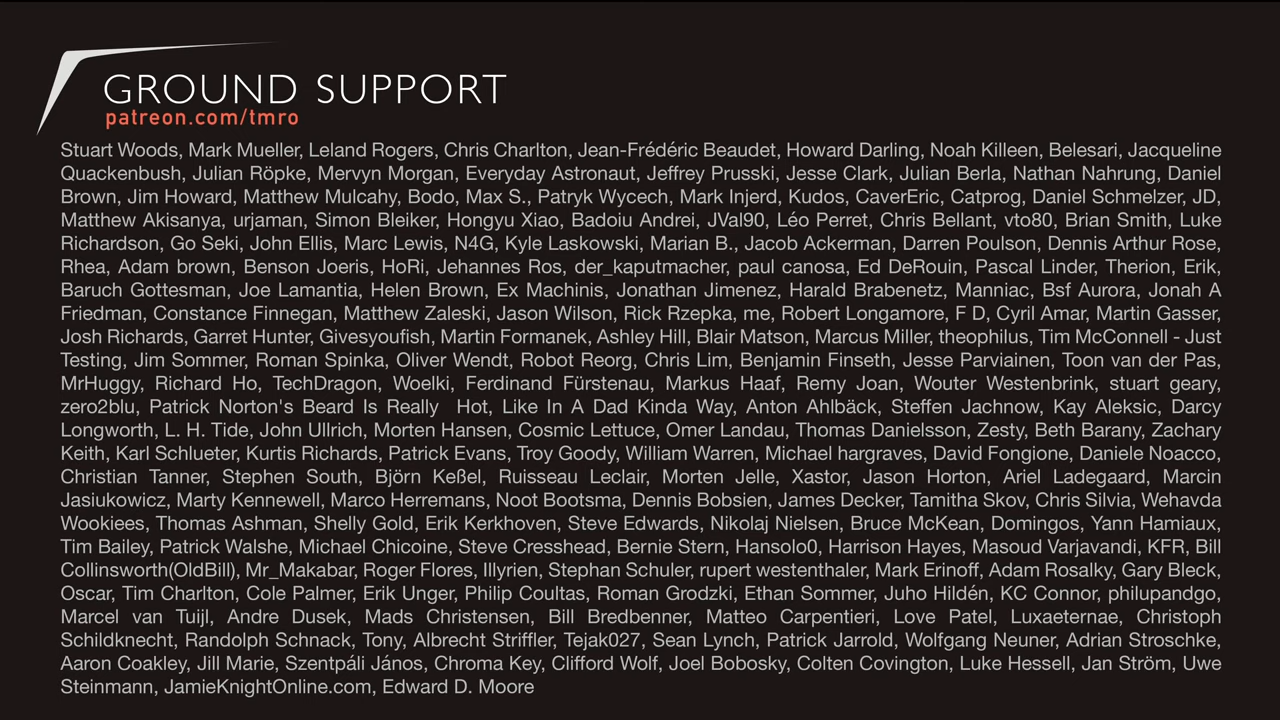 GROUND SUPPORT
patreon.com/tmro
Stuart Woods, Mark Mueller, Leland Rogers, Chris Charlton, Jean-Frédéric Beaudet, Howard Darling, Noah Killeen, Belesari, Jacqueline
Quackenbush, Julian Röpke, Mervyn Morgan, Everyday Astronaut, Jeffrey Prusski, Jesse Clark, Julian Berla, Nathan Nahrung, Daniel
Brown, Jim Howard, Matthew Mulcahy, Bodo, Max S., Patryk Wycech, Mark Injerd, Kudos, CaverEric, Catprog, Daniel Schmelzer, JD,
Matthew Akisanya, urjaman, Simon Bleiker, Hongyu Xiao, Badoiu Andrei, JVal90, Léo Perret, Chris Bellant, vto80, Brian Smith, Luke
Richardson, Go Seki, John Ellis, Marc Lewis, N4G, Kyle Laskowski, Marian B., Jacob Ackerman, Darren Poulson, Dennis Arthur Rose,
Rhea, Adam brown, Benson Joeris, HoRi, Jehannes Ros, der_kaputmacher, paul canosa, Ed DeRouin, Pascal Linder, Therion, Erik,
Baruch Gottesman, Joe Lamantia, Helen Brown, Ex Machinis, Jonathan Jimenez, Harald Brabenetz, Manniac, Bsf Aurora, Jonah A
Friedman, Constance Finnegan, Matthew Zaleski, Jason Wilson, Rick Rzepka, me, Robert Longamore, F D, Cyril Amar, Martin Gasser,
Josh Richards, Garret Hunter, Givesyoufish, Martin Formanek, Ashley Hill, Blair Matson, Marcus Miller, theophilus, Tim McConnell - Just
Testing, Jim Sommer, Roman Spinka, Oliver Wendt, Robot Reorg, Chris Lim, Benjamin Finseth, Jesse Parviainen, Toon van der Pas,
MrHuggy, Richard Ho, TechDragon, Woelki, Ferdinand Fürstenau, Markus Haaf, Remy Joan, Wouter Westenbrink, stuart geary,
zero2blu, Patrick Norton's Beard Is Really  Hot, Like In A Dad Kinda Way, Anton Ahlbäck, Steffen Jachnow, Kay Aleksic, Darcy
Longworth, L. H. Tide, John Ullrich, Morten Hansen, Cosmic Lettuce, Omer Landau, Thomas Danielsson, Zesty, Beth Barany, Zachary
Keith, Karl Schlueter, Kurtis Richards, Patrick Evans, Troy Goody, William Warren, Michael hargraves, David Fongione, Daniele Noacco,
Christian Tanner, Stephen South, Björn Keßel, Ruisseau Leclair, Morten Jelle, Xastor, Jason Horton, Ariel Ladegaard, Marcin
Jasiukowicz, Marty Kennewell, Marco Herremans, Noot Bootsma, Dennis Bobsien, James Decker, Tamitha Skov, Chris Silvia, Wehavda
Wookiees, Thomas Ashman, Shelly Gold, Erik Kerkhoven, Steve Edwards, Nikolaj Nielsen, Bruce McKean, Domingos, Yann Hamiaux,
Tim Bailey, Patrick Walshe, Michael Chicoine, Steve Cresshead, Bernie Stern, Hansolo0, Harrison Hayes, Masoud Varjavandi, KFR, Bill
Collinsworth(OldBill), Mr_Makabar, Roger Flores, Illyrien, Stephan Schuler, rupert westenthaler, Mark Erinoff, Adam Rosalky, Gary Bleck,
Oscar, Tim Charlton, Cole Palmer, Erik Unger, Philip Coultas, Roman Grodzki, Ethan Sommer, Juho Hildén, KC Connor, philupandgo,
Marcel van Tuijl, Andre Dusek, Mads Christensen, Bill Bredbenner, Matteo Carpentieri, Love Patel, Luxaeternae, Christoph
Schildknecht, Randolph Schnack, Tony, Albrecht Striffler, Tejak027, Sean Lynch, Patrick Jarrold, Wolfgang Neuner, Adrian Stroschke,
Aaron Coakley, Jill Marie, Szentpáli János, Chroma Key, Clifford Wolf, Joel Bobosky, Colten Covington, Luke Hessell, Jan Ström, Uwe
Steinmann, JamieKnightOnline.com, Edward D. Moore